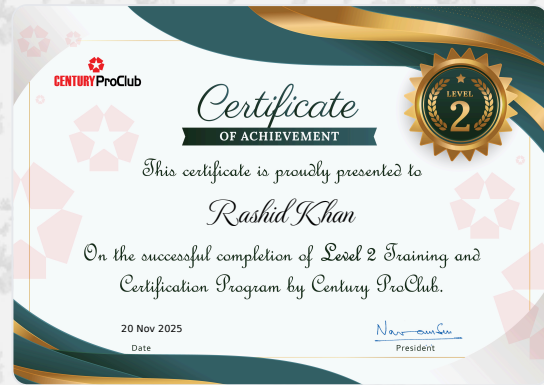 CENTURY ProClub
LEVEL
2
Certificate
OF ACHIEVEMENT
This certificate is proudly presented to
Rashid Khan
On the successful completion of Level 2 Training and
Certification Program by Century ProClub.
20 Nov 2025
Date
President